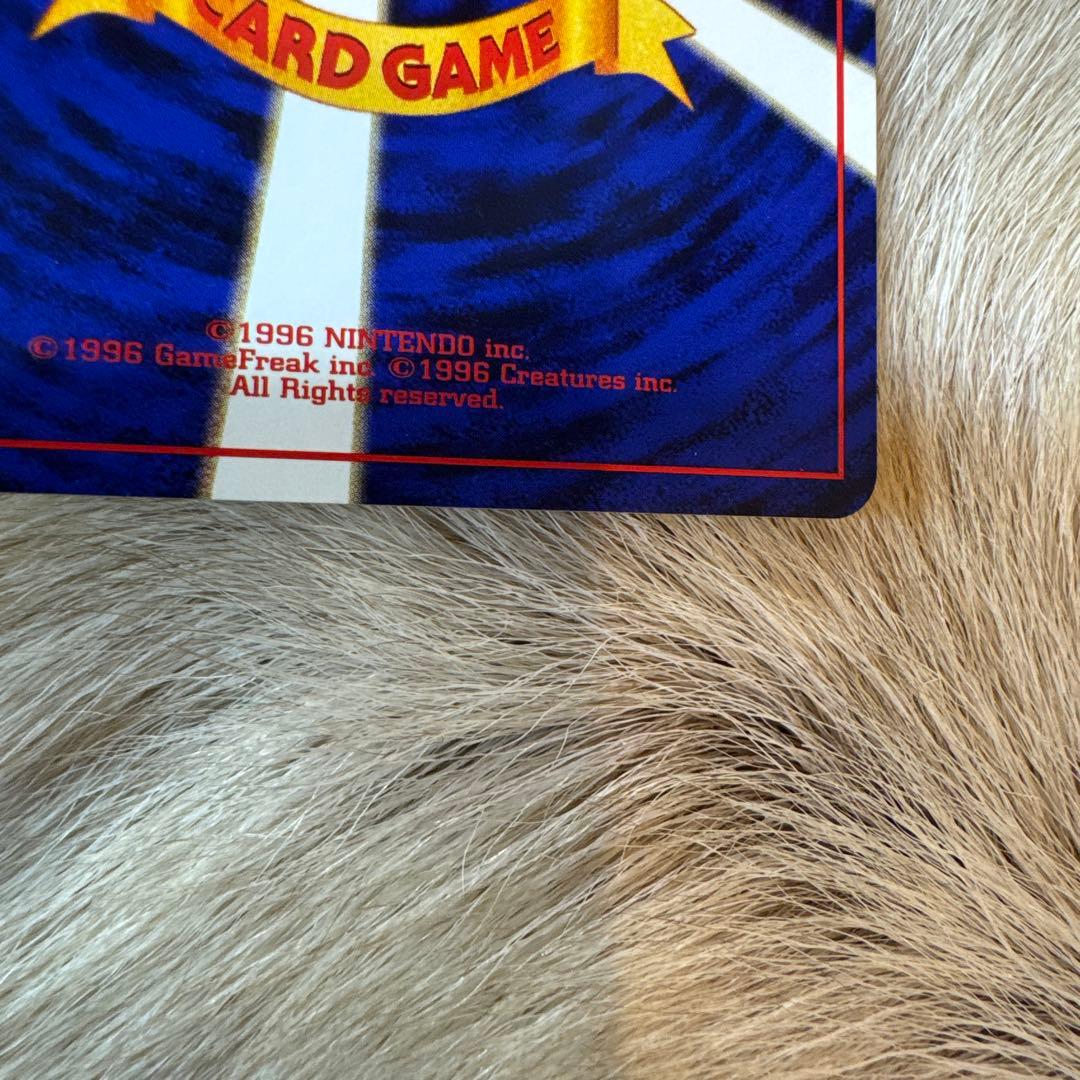 CARD GAME
©1996 NINTENDO inc.
©1996 GameFreak inc. ©1996 Creatures inc.
All Rights reserved.